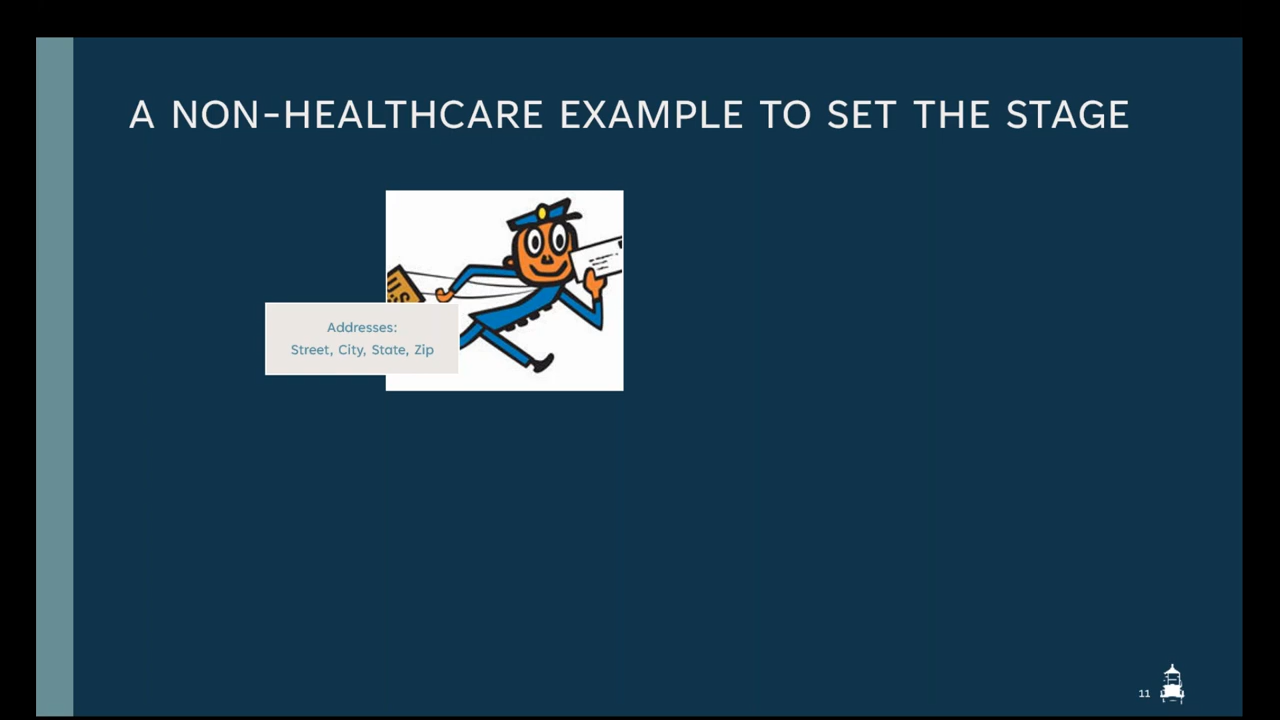 A NON-HEALTHCARE EXAMPLE TO SET THE STAGE
U.S
Addresses:
Street, City, State, Zip
11